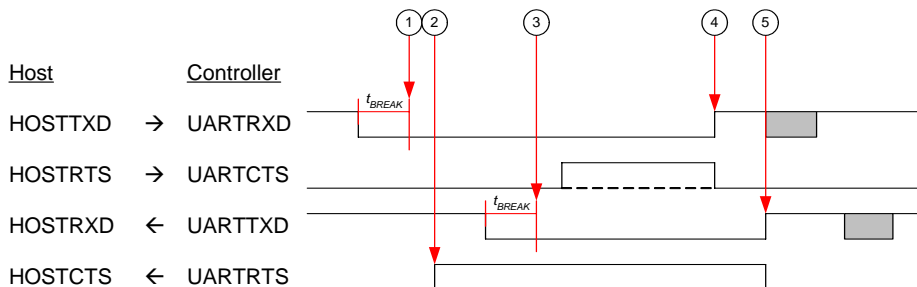 1 2 3 4 5
Host Controller
tBREAK
HOSTTXD → UARTRXD
HOSTRTS → UARTCTS
tBREAK
HOSTRXD ← UARTTXD
HOSTCTS ← UARTRTS